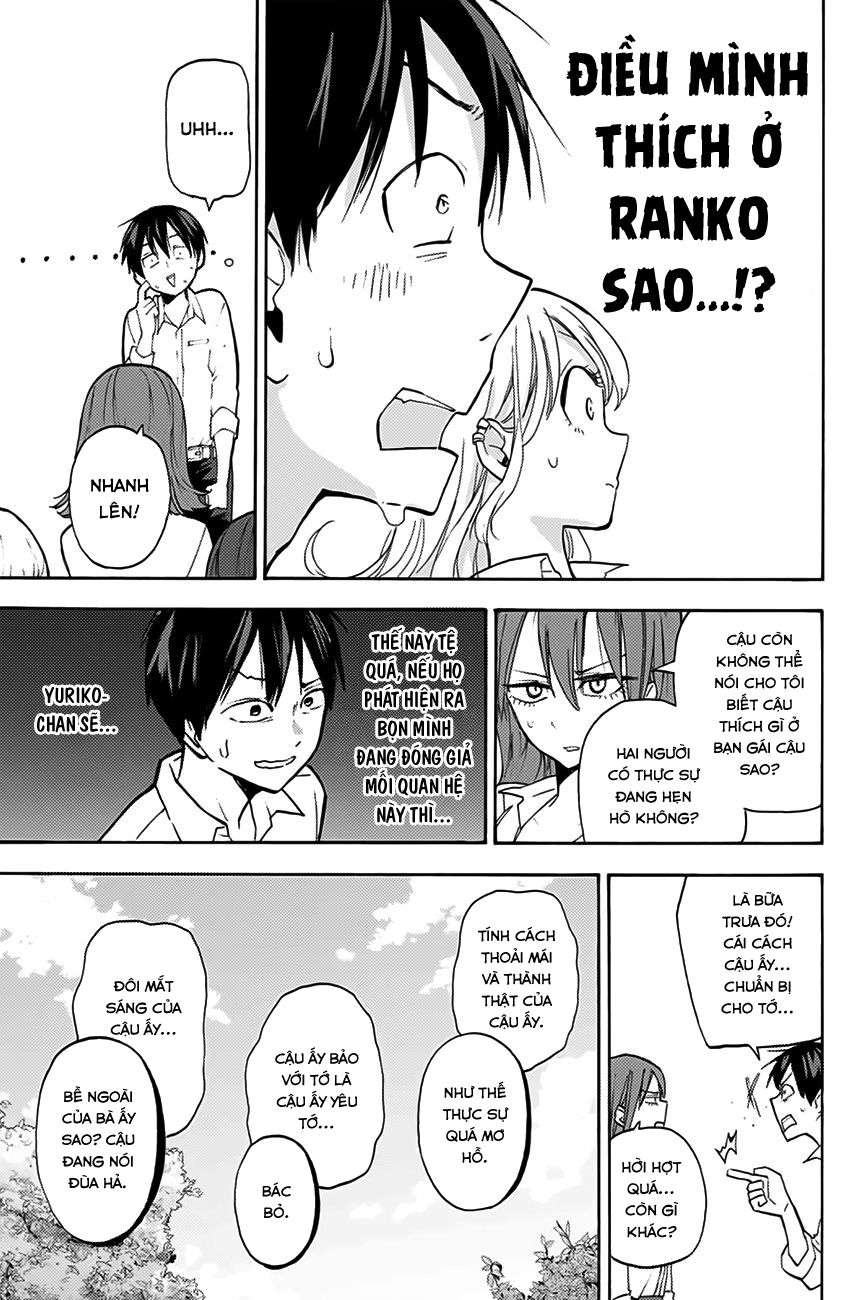 ĐIỀU MÌNH
THÍCH Ở
RANKO
SAO...!?
UHH...
NHANH
LÊN!
CẬU CÒN
KHÔNG THỂ
NÓI CHO TÔI
BIẾT CẬU
THÍCH GÌ Ở
BẠN GÁI CẬU
SAO?
HAI NGƯỜI
CÓ THỰC SỰ
ĐANG HẸN
HÒ KHÔNG?
THẾ NÀY TỆ
QUÁ, NẾU HỌ
PHÁT HIỆN RA
BỌN MÌNH
ĐANG ĐÓNG GIẢ
MỐI QUAN HỆ
NÀY THÌ...
YURIKO-
CHAN SẼ...
LÀ BỮA
TRƯA ĐÓ!
CÁI CÁCH
CẬU ẤY...
CHUẨN BỊ
CHO TỚ...
HỜI HỢT
QUÁ...
CÒN GÌ
KHÁC?
TÍNH CÁCH
THOẢI MÁI
VÀ THÀNH
THẬT CỦA
CẬU ẤY.
NHƯ THẾ
THỰC SỰ
QUÁ MƠ
HỒ.
CẬU ẤY BẢO
VỚI TỚ LÀ
CẬU ẤY YÊU
TỚ...
BÁC
BỎ.
ĐÔI MẮT
SÁNG CỦA
CẬU ẤY...
BỀ NGOÀI
CỦA BÀ ẤY
SAO? CẬU
ĐANG NÓI
ĐÙA HẢ.